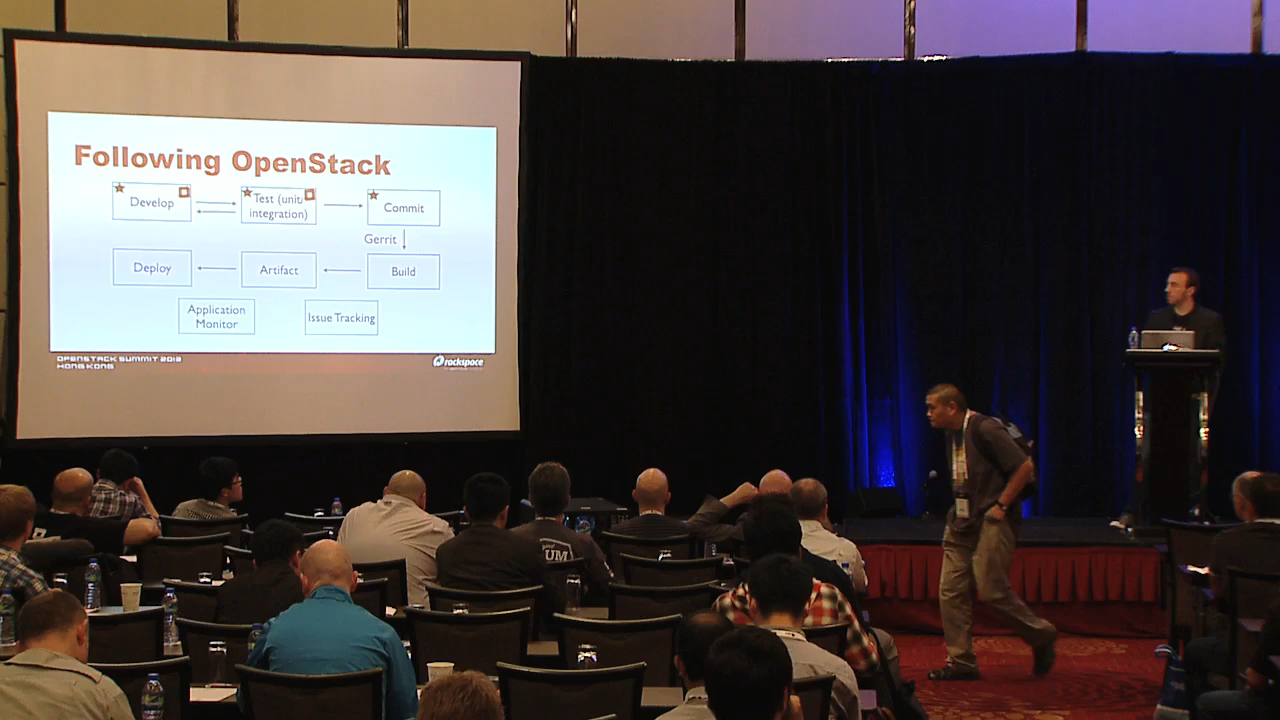 Following OpenStack
Develop
Test (unit/
integration)
Commit
Gerrit
Deploy
Artifact
Build
Application
Monitor
Issue Tracking
OPENSTACK SUMMIT 2013
HONG KONG
rackspace
UM